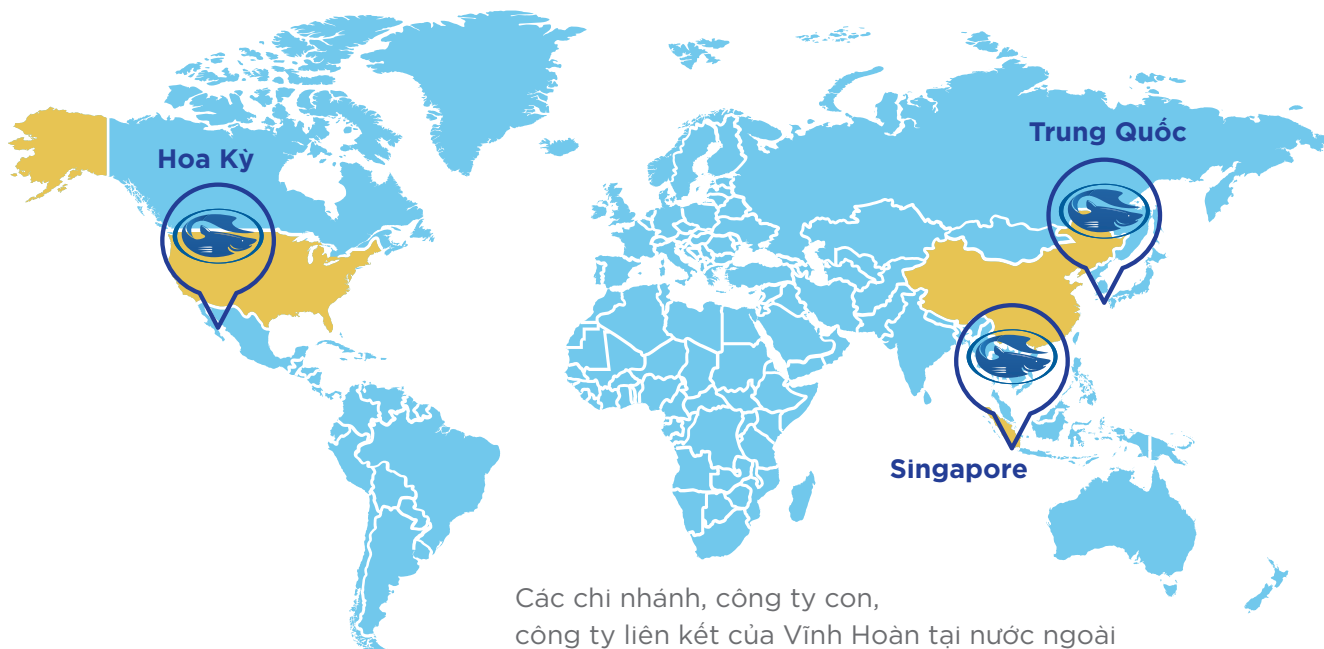 Trung Quốc
Hoa Kỳ
Singapore
Các chi nhánh, công ty con,
công ty liên kết của Vĩnh Hoàn tại nước ngoài